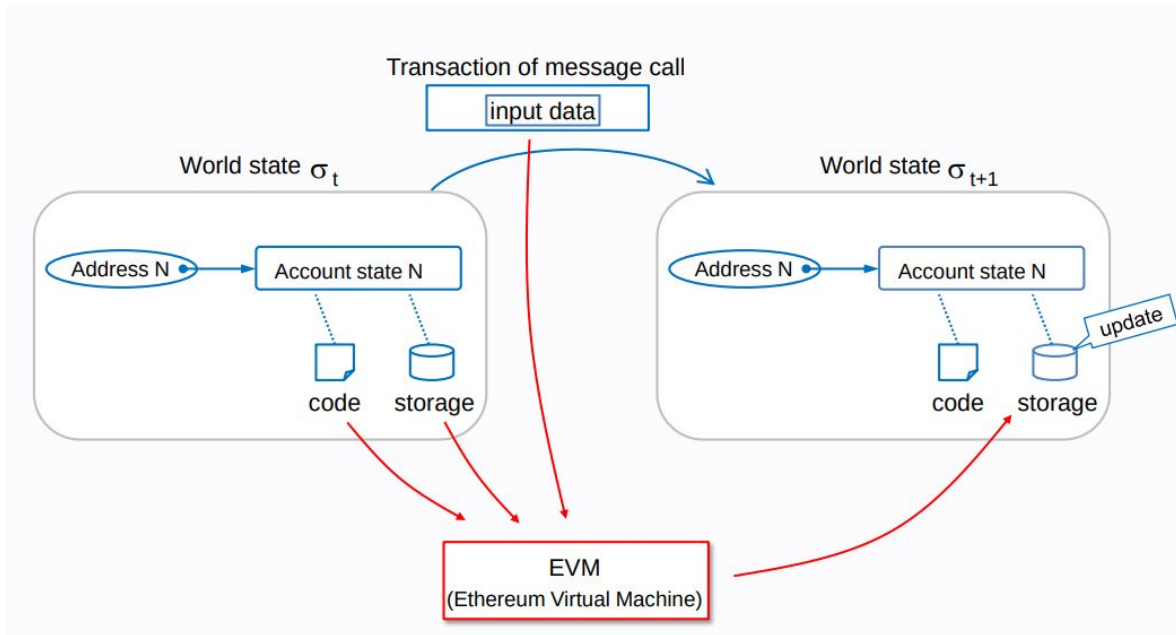 Transaction of message call
input data
World state σt
World state σt+1
Address N
Account state N
Address N
Account state N
update
code
storage
code
storage
EVM
(Ethereum Virtual Machine)